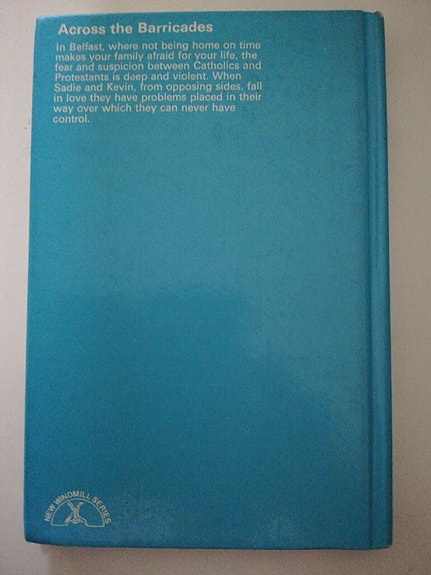 Across the Barricades
In Belfast, where not being home on time
makes your family afraid for your life, the
fear and suspicion between Catholics and
Protestants is deep and violent. When
Sadie and Kevin, from opposing sides, fall
in love they have problems placed in their
way over which they can never have
control.
NEW WINDMILL SERIES